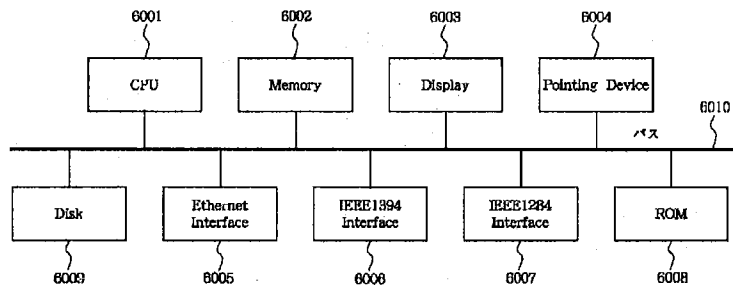 6001
6002
6003
6004
CPU
Memory
Display
Pointing Device
6010
バス
Disk
Ethernet
Interface
IEEE1394
Interface
IEEE1284
Interface
ROM
6009
6005
6006
6007
6008